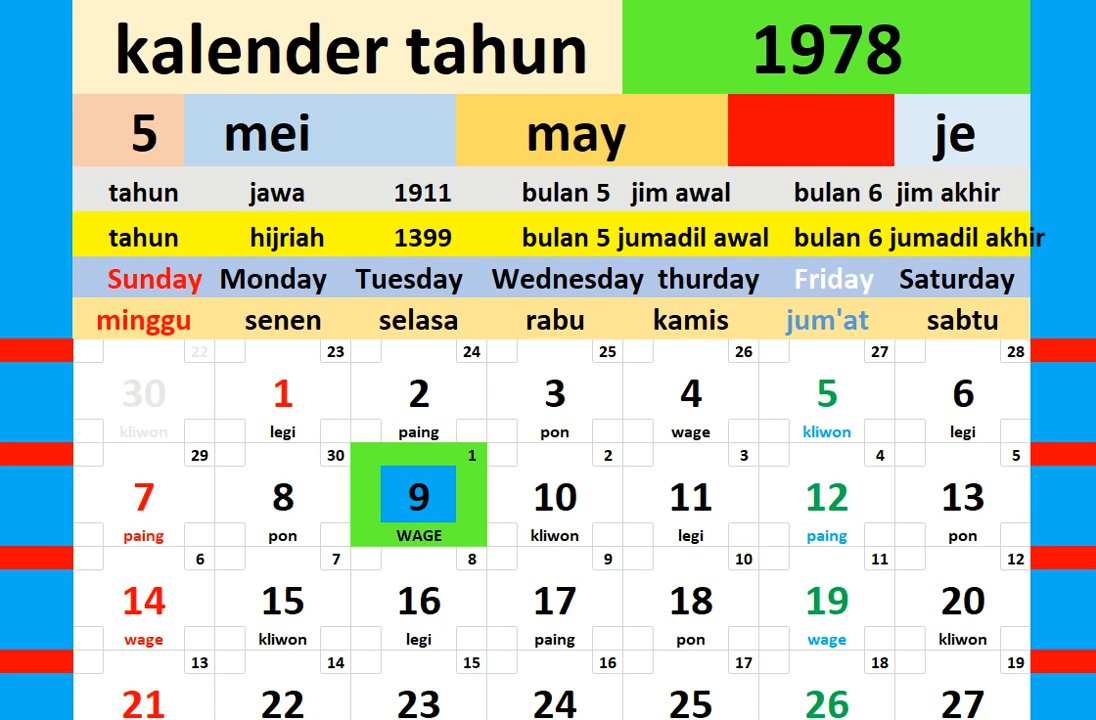 kalender tahun 1978
5 mei may je
tahun jawa 1911 bulan 5 jim awal bulan 6 jim akhir
tahun hijriah 1399 bulan 5 jumadil awal bulan 6 jumadil akhir
Sunday Monday Tuesday Wednesday thurday Friday Saturday
minggu senen selasa rabu kamis jum'at sabtu
22 23 24 25 26 27 28
30 1 2 3 4 5 6
kliwon legi paing pon wage kliwon legi
29 30 1 2 3 4 5
7 8 9 10 11 12 13
paing pon WAGE kliwon legi paing pon
6 7 8 9 10 11 12
14 15 16 17 18 19 20
wage kliwon legi paing pon wage kliwon
13 14 15 16 17 18 19
21 22 23 24 25 26 27